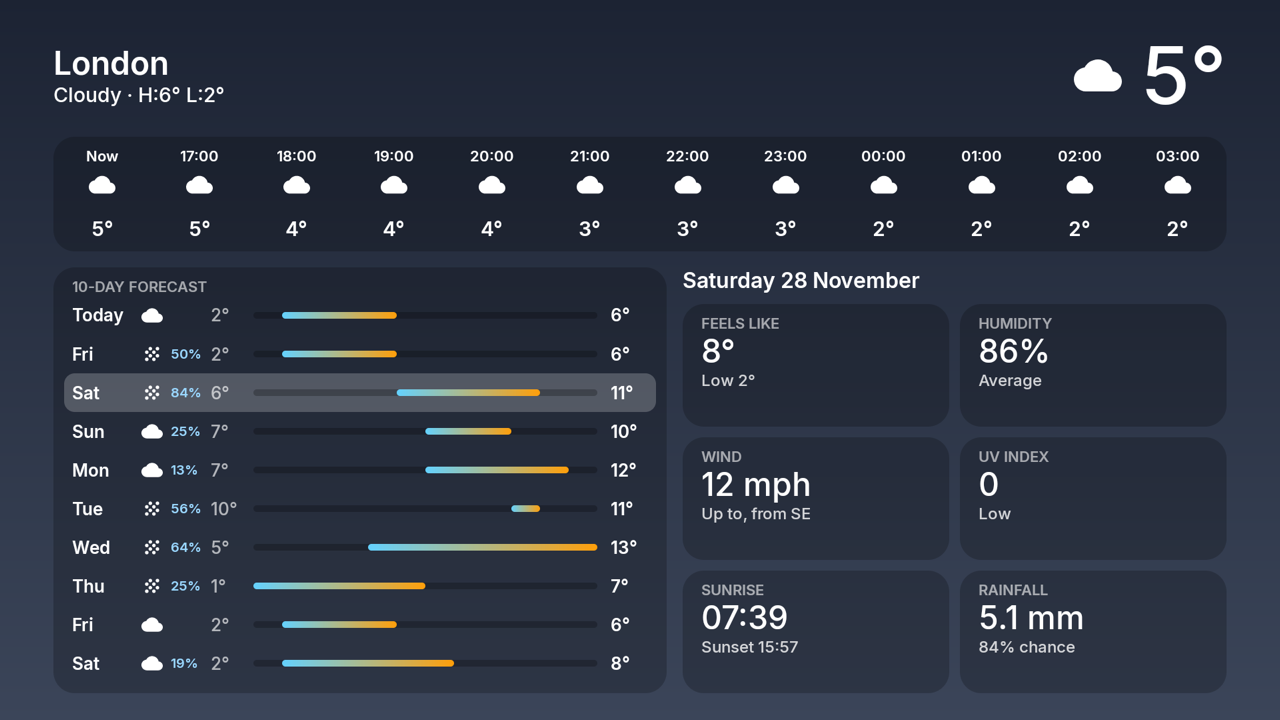 London
Cloudy · H:6° L:2°
5°
Now 17:00 18:00 19:00 20:00 21:00 22:00 23:00 00:00 01:00 02:00 03:00
5° 5° 4° 4° 4° 3° 3° 3° 2° 2° 2° 2°
10-DAY FORECAST
Today 2° 6°
Fri 50% 2° 6°
Sat 84% 6° 11°
Sun 25% 7° 10°
Mon 13% 7° 12°
Tue 56% 10° 11°
Wed 64% 5° 13°
Thu 25% 1° 7°
Fri 2° 6°
Sat 19% 2° 8°
Saturday 28 November
FEELS LIKE
8°
Low 2°
HUMIDITY
86%
Average
WIND
12 mph
Up to, from SE
UV INDEX
0
Low
SUNRISE
07:39
Sunset 15:57
RAINFALL
5.1 mm
84% chance